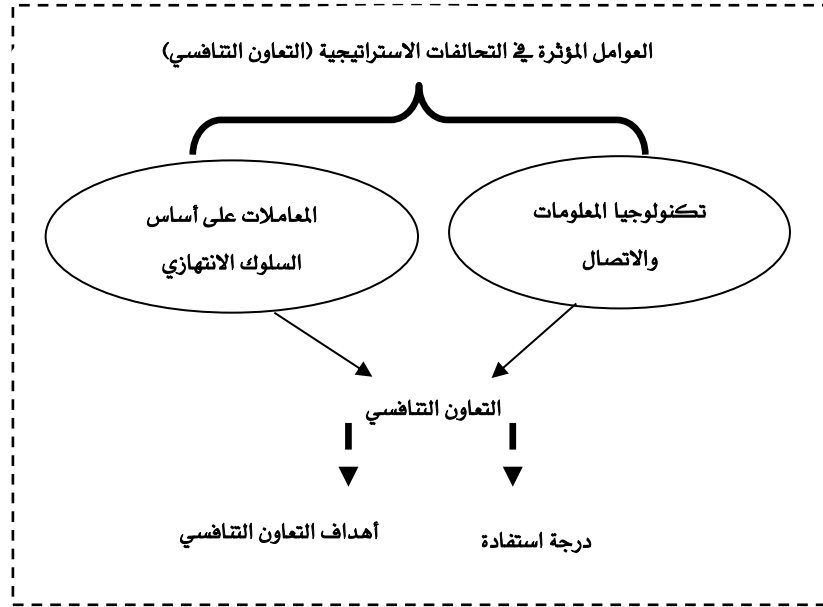 العوامل المؤثرة في التحالفات الاستراتيجية (التعاون التنافسي)
تكنولوجيا المعلومات
والاتصال
المعاملات على أساس
السلوك الانتهازي
التعاون التنافسي
درجة استفادة
أهداف التعاون التنافسي